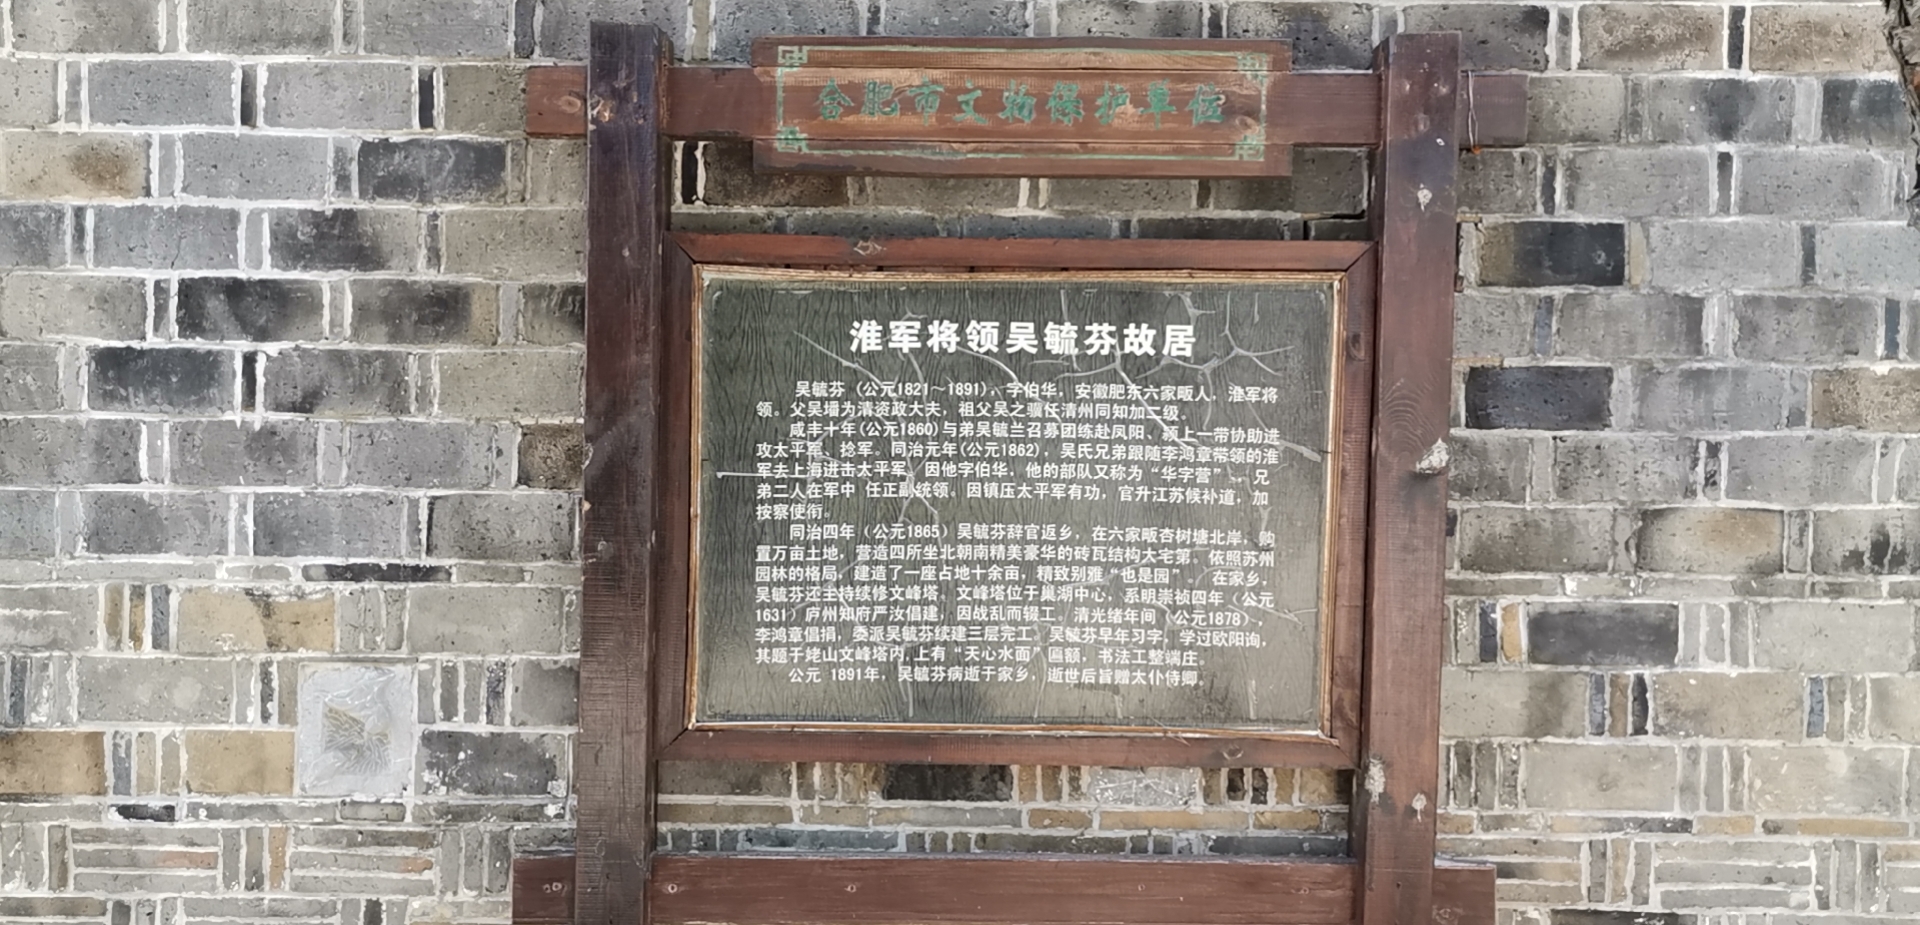 合肥市文物保护单位
淮军将领吴毓芬故居
吴毓芬（公元1821～1891），字伯华，安徽肥东六家畈人，淮军将
领。父吴墦为清资政大夫，祖父吴之骥任清州同知加二级。
咸丰十年(公元1860)与弟吴毓兰召募团练赴凤阳、颍上一带协助进
攻太平军、捻军。同治元年(公元1862)，吴氏兄弟跟随李鸿章带领的淮
军去上海进击太平军。因他字伯华，他的部队又称为“华字营”、兄
弟二人在军中 任正副统领。因镇压太平军有功，官升江苏候补道，加
按察使衔。
同治四年（公元1865）吴毓芬辞官返乡，在六家畈杏树塘北岸、购
置万亩土地，营造四所坐北朝南精美豪华的砖瓦结构大宅第。依照苏州
园林的格局，建造了一座占地十余亩，精致别雅“也是园”。 在家乡，
吴毓芬还主持续修文峰塔。文峰塔位于巢湖中心，系明崇祯四年（公元
1631）庐州知府严汝倡建，因战乱而辍工。清光绪年间（公元1878），
李鸿章倡捐，委派吴毓芬续建三层完工。吴毓芬早年习字，学过欧阳询，
其题于姥山文峰塔内,上有“天心水面”匾额，书法工整端庄。
公元 1891年，吴毓芬病逝于家乡，逝世后旨赠太仆侍卿。